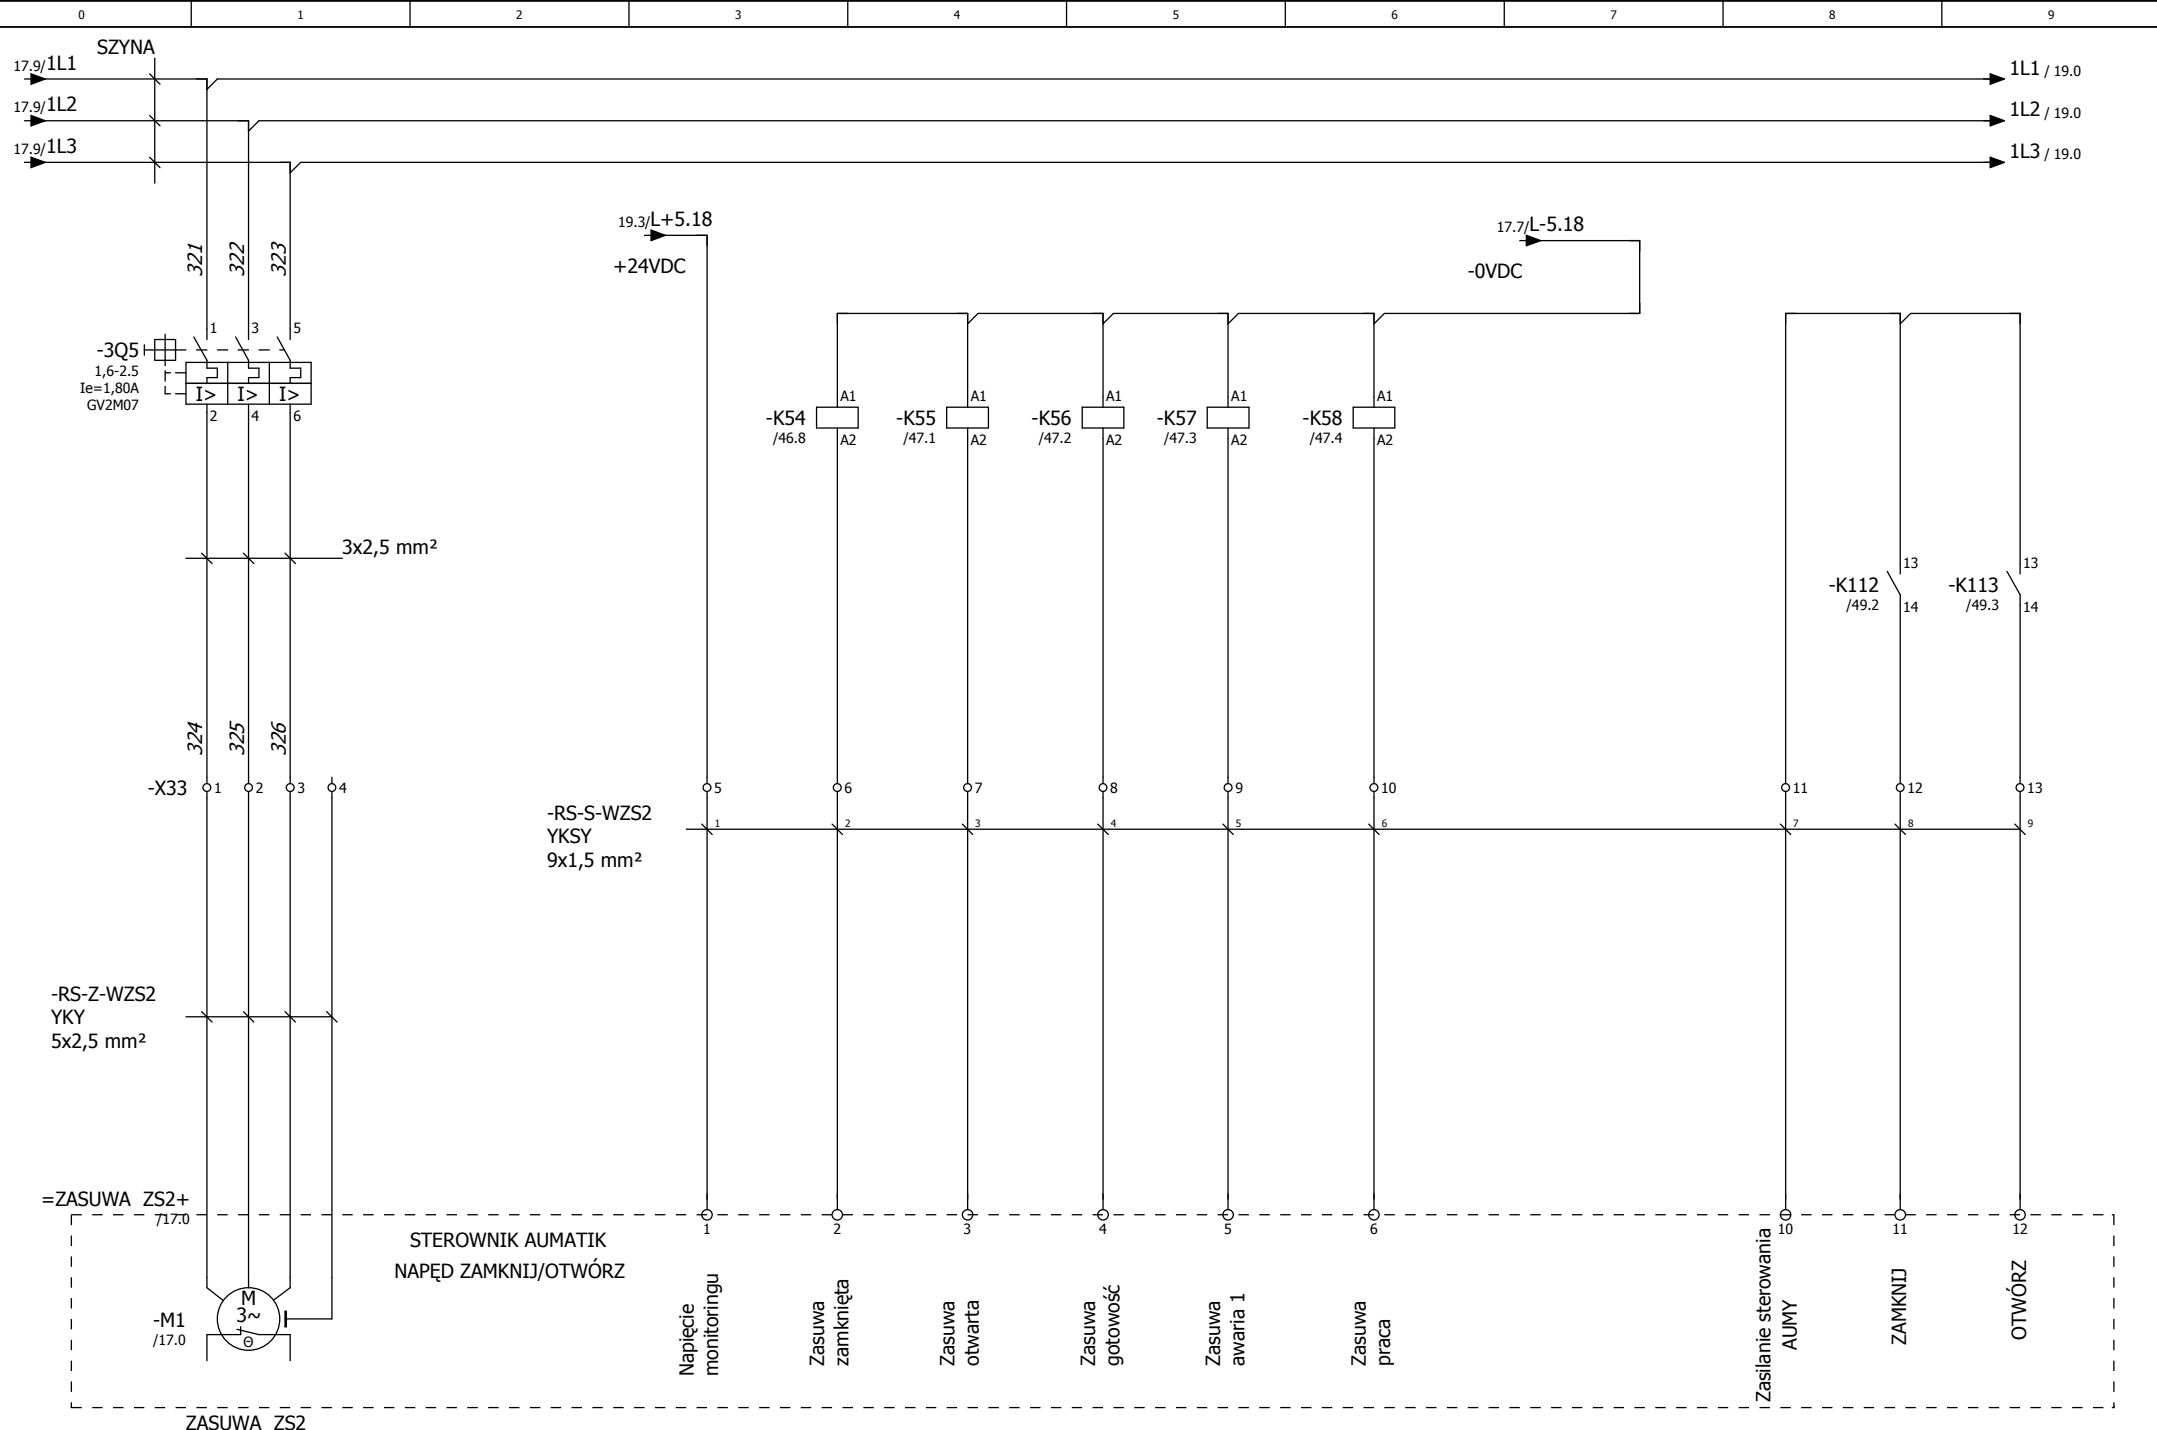 0 1 2 3 4 5 6 7 8 9
SZYNA
17.9/1L1
1L1 / 19.0
17.9/1L2
1L2 / 19.0
17.9/1L3
1L3 / 19.0
19.3/L+5.18
+24VDC
17.7/L-5.18
-0VDC
321 322 323
1 3 5
-3Q5
1,6-2.5
Ie=1,80A
GV2M07
I> I> I>
2 4 6
-K54
/46.8
A1
A2
-K55
/47.1
A1
A2
-K56
/47.2
A1
A2
-K57
/47.3
A1
A2
-K58
/47.4
A1
A2
3x2,5 mm²
-K112
/49.2
13
14
-K113
/49.3
13
14
324 325 326
-X33 1 2 3 4 5 6 7 8 9 10 11 12 13
-RS-S-WZS2
YKSY
9x1,5 mm²
1 2 3 4 5 6 7 8 9
-RS-Z-WZS2
YKY
5x2,5 mm²
=ZASUWA ZS2+
/17.0
STEROWNIK AUMATIK
NAPĘD ZAMKNIJ/OTWÓRZ
1 2 3 4 5 6 10 11 12
-M1
/17.0
M
3~
Θ
Napięcie
monitoringu
Zasuwa
zamknięta
Zasuwa
otwarta
Zasuwa
gotowość
Zasuwa
awaria 1
Zasuwa
praca
Zasilanie sterowania
AUMY
ZAMKNIJ
OTWÓRZ
ZASUWA ZS2